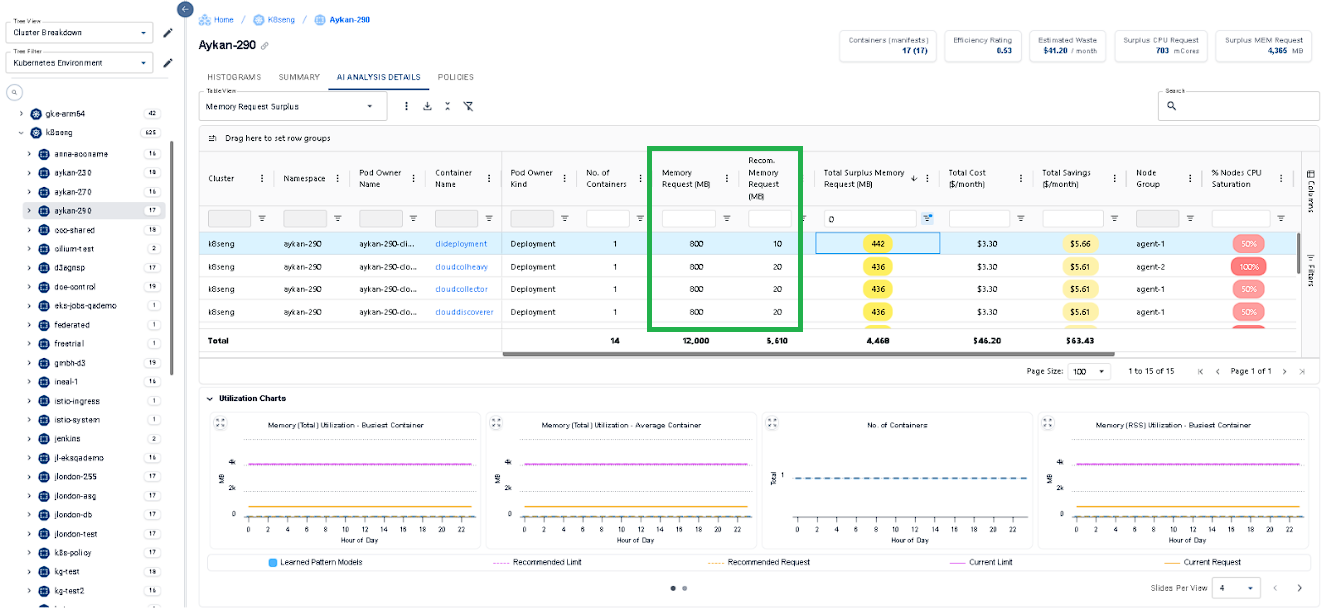 Tree View
Cluster Breakdown
Tree Filter
Kubernetes Environment
gke-arm64 42
k8seng 625
anna-aconame 16
aykan-230 18
aykan-270 16
aykan-290 17
cco-shared 18
cilium-test 2
d3agnsp 17
doe-control 19
eks-jobs-qademo 1
federated 1
freetrial 1
gmbh-d3 19
ineal-1 16
istio-ingress 1
istio-system 1
jenkins 2
jl-eksqademo 16
jlondon-255 17
jlondon-asg 17
jlondon-db 17
jlondon-test 17
k8s-policy 17
kg-test 18
kg-test2 16
Home / K8seng / Aykan-290
Aykan-290
Containers (manifests)
17 (17)
Efficiency Rating
0.53
Estimated Waste
$41.20 / month
Surplus CPU Request
703 mCores
Surplus MEM Request
4,365 MB
HISTOGRAMS SUMMARY AI ANALYSIS DETAILS POLICIES
Table View
Memory Request Surplus
Search
Drag here to set row groups
Cluster Namespace Pod Owner Name Container Name Pod Owner Kind No. of Containers Memory Request (MB) Recom. Memory Request (MB) Total Surplus Memory Request (MB) Total Cost ($/month) Total Savings ($/month) Node Group % Nodes CPU Saturation
0
k8seng aykan-290 aykan-290-cli... clideployment Deployment 1 800 10 442 $3.30 $5.66 agent-1 50%
k8seng aykan-290 aykan-290-clo... cloudcolheavy Deployment 1 800 20 436 $3.30 $5.61 agent-2 100%
k8seng aykan-290 aykan-290-clo... cloudcollector Deployment 1 800 20 436 $3.30 $5.61 agent-1 50%
k8seng aykan-290 aykan-290-clo... clouddiscoverer Deployment 1 800 20 436 $3.30 $5.61 agent-1 50%
Total 14 12,000 5,610 4,468 $46.20 $63.43
Columns
Filters
Page Size: 100 1 to 15 of 15 Page 1 of 1
Utilization Charts
Memory (Total) Utilization - Busiest Container
4k
MB
2k
0
0 2 4 6 8 10 12 14 16 18 20 22
Hour of Day
Memory (Total) Utilization - Average Container
4k
MB
2k
0
0 2 4 6 8 10 12 14 16 18 20 22
Hour of Day
No. of Containers
Total 1
0 2 4 6 8 10 12 14 16 18 20 22
Hour of Day
Memory (RSS) Utilization - Busiest Container
4k
MB
2k
0
0 2 4 6 8 10 12 14 16 18 20 22
Hour of Day
Learned Pattern Models Recommended Limit Recommended Request Current Limit Current Request
Slides Per View 4